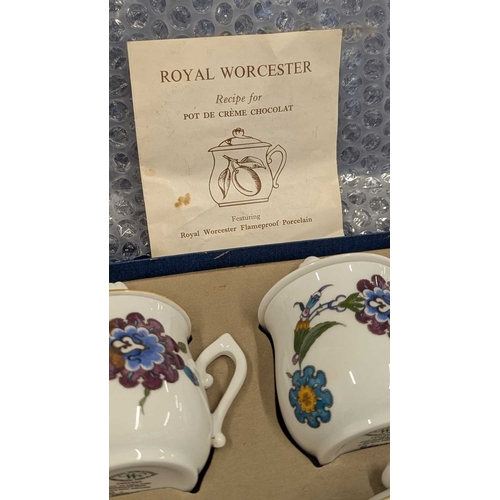 ROYAL WORCESTER
Recipe for
POT DE CRÈME CHOCOLAT
Featuring
Royal Worcester Flameproof Porcelain